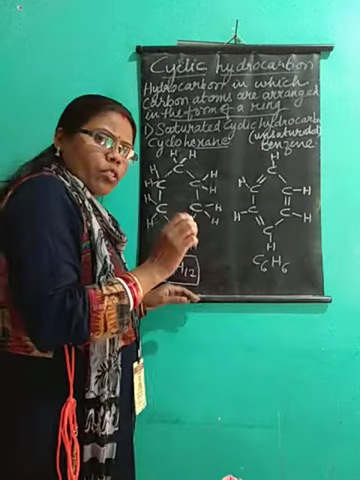 Cyclic hydrocarbon
Hydrocarbon in which
Carbon atoms are arranged
in the form of a ring
1) Saturated Cyclic hydrocarbon
Cyclohexane (unsaturated)
Benzene
H H H
C C
H C C H H C C H
H H
H C C H H C C H
H H C
H
H12 C6H6